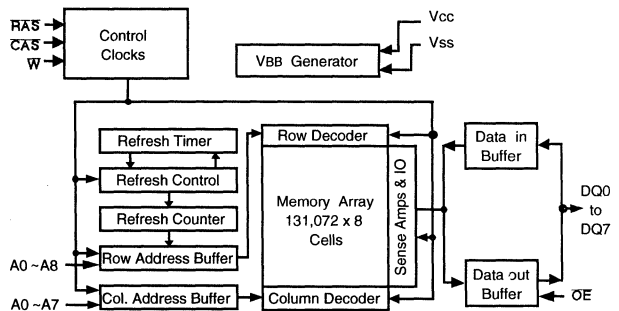 RAS
CAS
W
Control
Clocks
Vcc
Vss
VBB Generator
Refresh Timer
Refresh Control
Refresh Counter
Row Address Buffer
Col. Address Buffer
A0 ~A8
A0 ~A7
Row Decoder
Memory Array
131,072 x 8
Cells
Column Decoder
Sense Amps & IO
Data in
Buffer
Data out
Buffer
DQ0
to
DQ7
OE